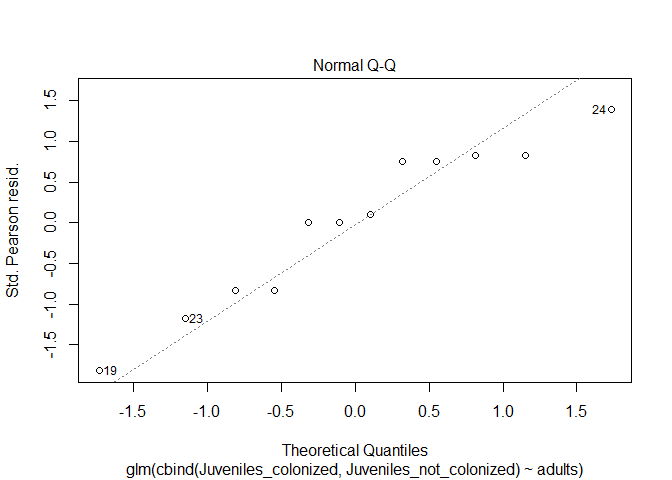 Normal Q-Q
Std. Pearson resid.
1.5
1.0
0.5
0.0
-0.5
-1.0
-1.5
24
23
19
-1.5 -1.0 -0.5 0.0 0.5 1.0 1.5
Theoretical Quantiles
glm(cbind(Juveniles_colonized, Juveniles_not_colonized) ~ adults)